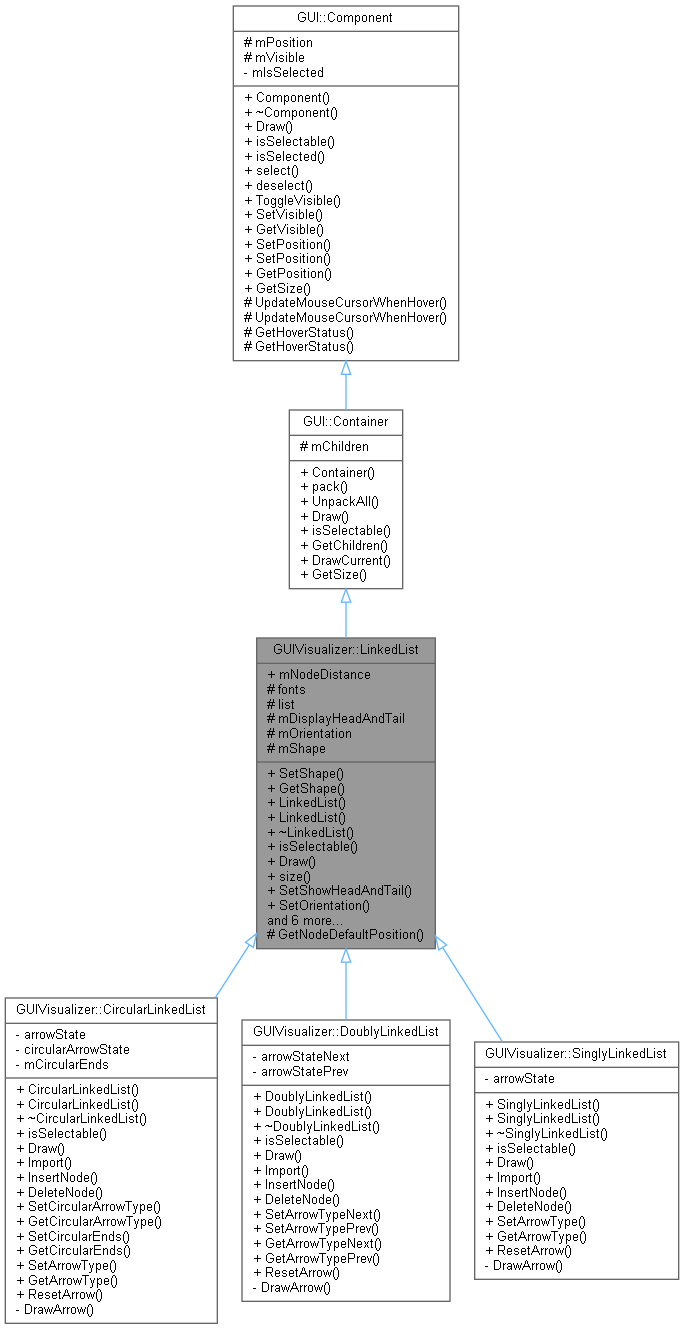 GUI::Component
# mPosition
# mVisible
- mIsSelected
+ Component()
+ ~Component()
+ Draw()
+ isSelectable()
+ isSelected()
+ select()
+ deselect()
+ ToggleVisible()
+ SetVisible()
+ GetVisible()
+ SetPosition()
+ SetPosition()
+ GetPosition()
+ GetSize()
# UpdateMouseCursorWhenHover()
# UpdateMouseCursorWhenHover()
# GetHoverStatus()
# GetHoverStatus()
GUI::Container
# mChildren
+ Container()
+ pack()
+ UnpackAll()
+ Draw()
+ isSelectable()
+ GetChildren()
+ DrawCurrent()
+ GetSize()
GUIVisualizer::LinkedList
+ mNodeDistance
# fonts
# list
# mDisplayHeadAndTail
# mOrientation
# mShape
+ SetShape()
+ GetShape()
+ LinkedList()
+ LinkedList()
+ ~LinkedList()
+ isSelectable()
+ Draw()
+ size()
+ SetShowHeadAndTail()
+ SetOrientation()
and 6 more...
# GetNodeDefaultPosition()
GUIVisualizer::CircularLinkedList
- arrowState
- circularArrowState
- mCircularEnds
+ CircularLinkedList()
+ CircularLinkedList()
+ ~CircularLinkedList()
+ isSelectable()
+ Draw()
+ Import()
+ InsertNode()
+ DeleteNode()
+ SetCircularArrowType()
+ GetCircularArrowType()
+ SetCircularEnds()
+ GetCircularEnds()
+ SetArrowType()
+ GetArrowType()
+ ResetArrow()
- DrawArrow()
GUIVisualizer::DoublyLinkedList
- arrowStateNext
- arrowStatePrev
+ DoublyLinkedList()
+ DoublyLinkedList()
+ ~DoublyLinkedList()
+ isSelectable()
+ Draw()
+ Import()
+ InsertNode()
+ DeleteNode()
+ SetArrowTypeNext()
+ SetArrowTypePrev()
+ GetArrowTypeNext()
+ GetArrowTypePrev()
+ ResetArrow()
- DrawArrow()
GUIVisualizer::SinglyLinkedList
- arrowState
+ SinglyLinkedList()
+ SinglyLinkedList()
+ ~SinglyLinkedList()
+ isSelectable()
+ Draw()
+ Import()
+ InsertNode()
+ DeleteNode()
+ SetArrowType()
+ GetArrowType()
+ ResetArrow()
- DrawArrow()